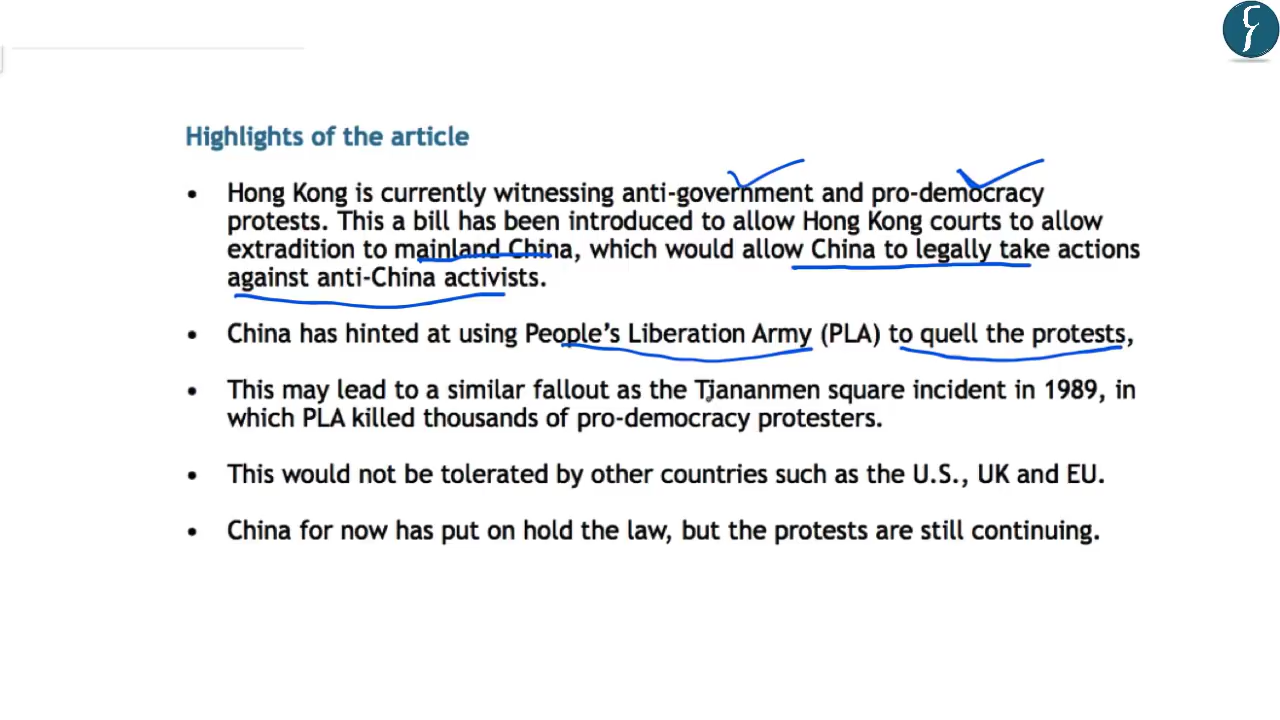 Highlights of the article
• Hong Kong is currently witnessing anti-government and pro-democracy
protests. This a bill has been introduced to allow Hong Kong courts to allow
extradition to mainland China, which would allow China to legally take actions
against anti-China activists.
• China has hinted at using People's Liberation Army (PLA) to quell the protests,
• This may lead to a similar fallout as the Tjananmen square incident in 1989, in
which PLA killed thousands of pro-democracy protesters.
• This would not be tolerated by other countries such as the U.S., UK and EU.
• China for now has put on hold the law, but the protests are still continuing.